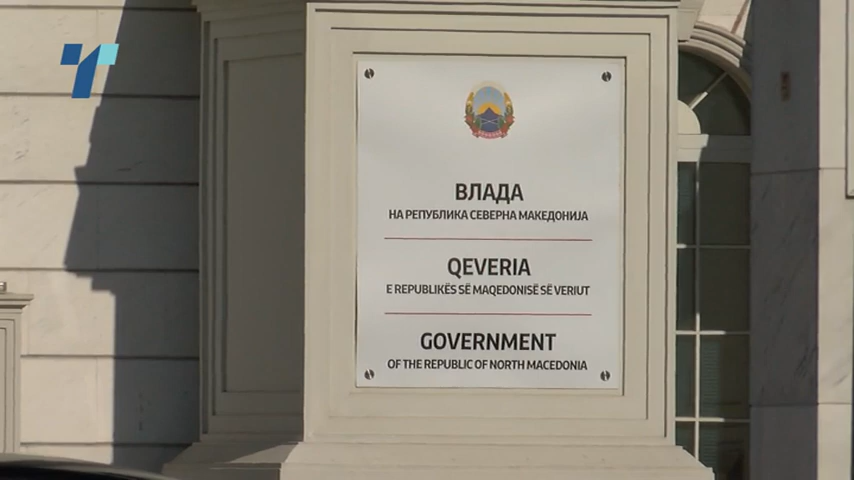 ВЛАДА
НА РЕПУБЛИКА СЕВЕРНА МАКЕДОНИЈА
QEVERIA
E REPUBLIKËS SË MAQEDONISË SË VERIUT
GOVERNMENT
OF THE REPUBLIC OF NORTH MACEDONIA